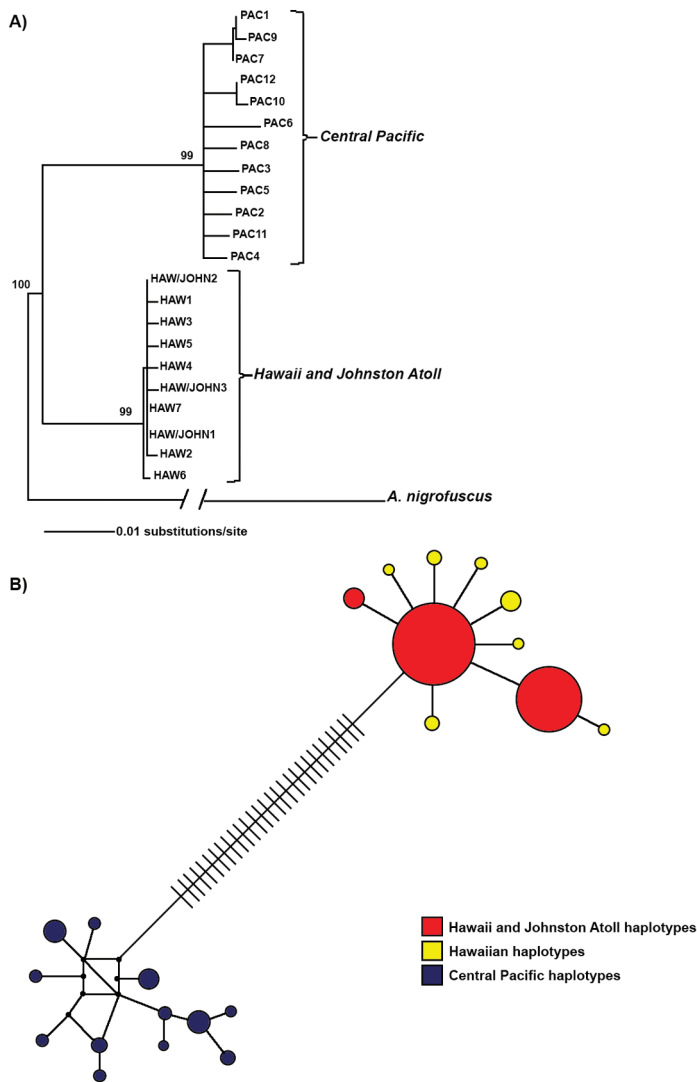 A)
PAC1
PAC9
PAC7
PAC12
PAC10
PAC6
PAC8
PAC3
PAC5
PAC2
PAC11
PAC4
99
Central Pacific
HAW/JOHN2
HAW1
HAW3
HAW5
HAW4
HAW/JOHN3
HAW7
HAW/JOHN1
HAW2
HAW6
99
Hawaii and Johnston Atoll
100
A. nigrofuscus
0.01 substitutions/site
B)
Hawaii and Johnston Atoll haplotypes
Hawaiian haplotypes
Central Pacific haplotypes